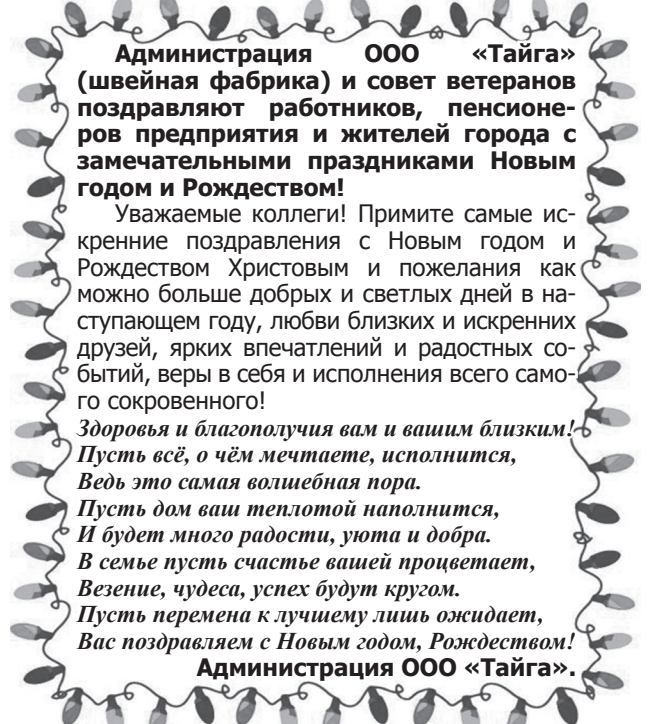 Администрация ООО «Тайга»
(швейная фабрика) и совет ветеранов
поздравляют работников, пенсионе-
ров предприятия и жителей города с
замечательными праздниками Новым
годом и Рождеством!
Уважаемые коллеги! Примите самые ис-
кренние поздравления с Новым годом и
Рождеством Христовым и пожелания как
можно больше добрых и светлых дней в на-
ступающем году, любви близких и искренних
друзей, ярких впечатлений и радостных со-
бытий, веры в себя и исполнения всего само-
го сокровенного!
Здоровья и благополучия вам и вашим близким!
Пусть всё, о чём мечтаете, исполнится,
Ведь это самая волшебная пора.
Пусть дом ваш теплотой наполнится,
И будет много радости, уюта и добра.
В семье пусть счастье вашей процветает,
Везение, чудеса, успех будут кругом.
Пусть перемена к лучшему лишь ожидает,
Вас поздравляем с Новым годом, Рождеством!
Администрация ООО «Тайга».